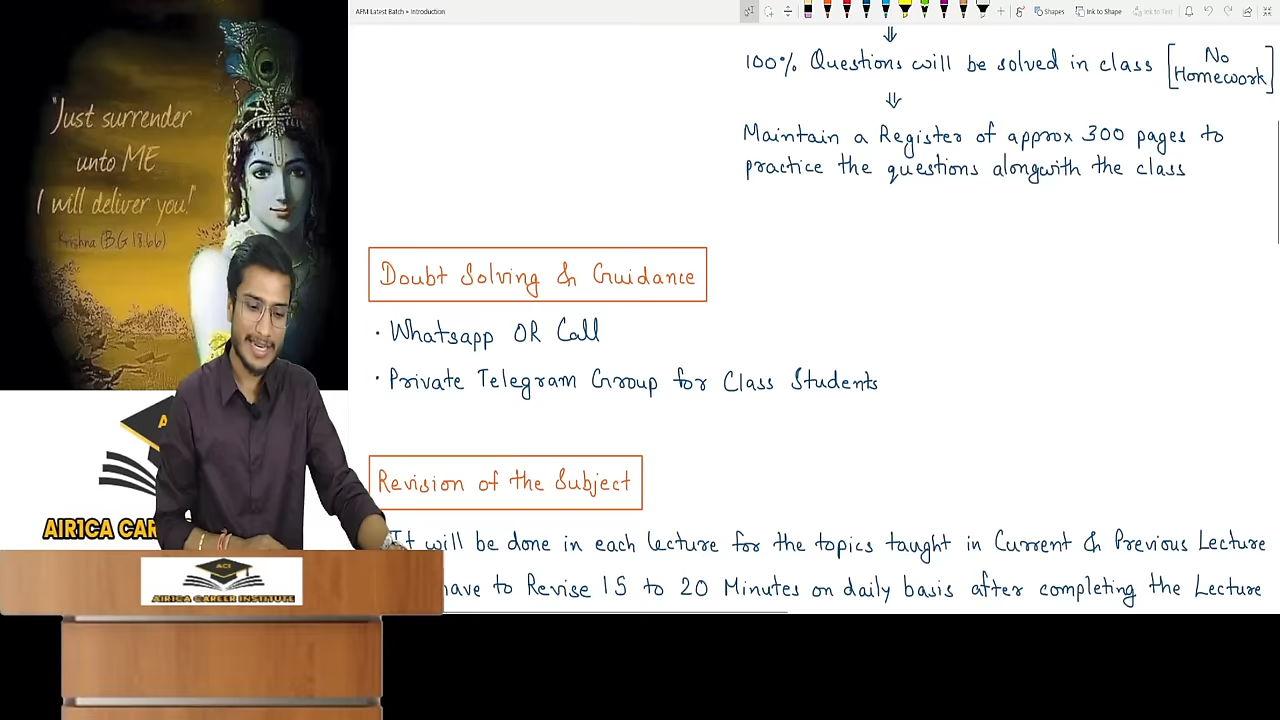 AFM Latest Batch » Introduction
Shapes
Ink to Shape
Ink to Text
"Just surrender
unto ME
I will deliver you!"
Krishna (BG 18:66)
100% Questions will be solved in class [No Homework]
Maintain a Register of approx 300 pages to
practice the questions alongwith the class
Doubt Solving & Guidance
• Whatsapp OR Call
• Private Telegram Group for Class Students
Revision of the Subject
It will be done in each lecture for the topics taught in Current & Previous Lecture
have to Revise 15 to 20 Minutes on daily basis after completing the Lecture
A
AIR1CA CAR
ACI
AIR1CA CAREER INSTITUTE